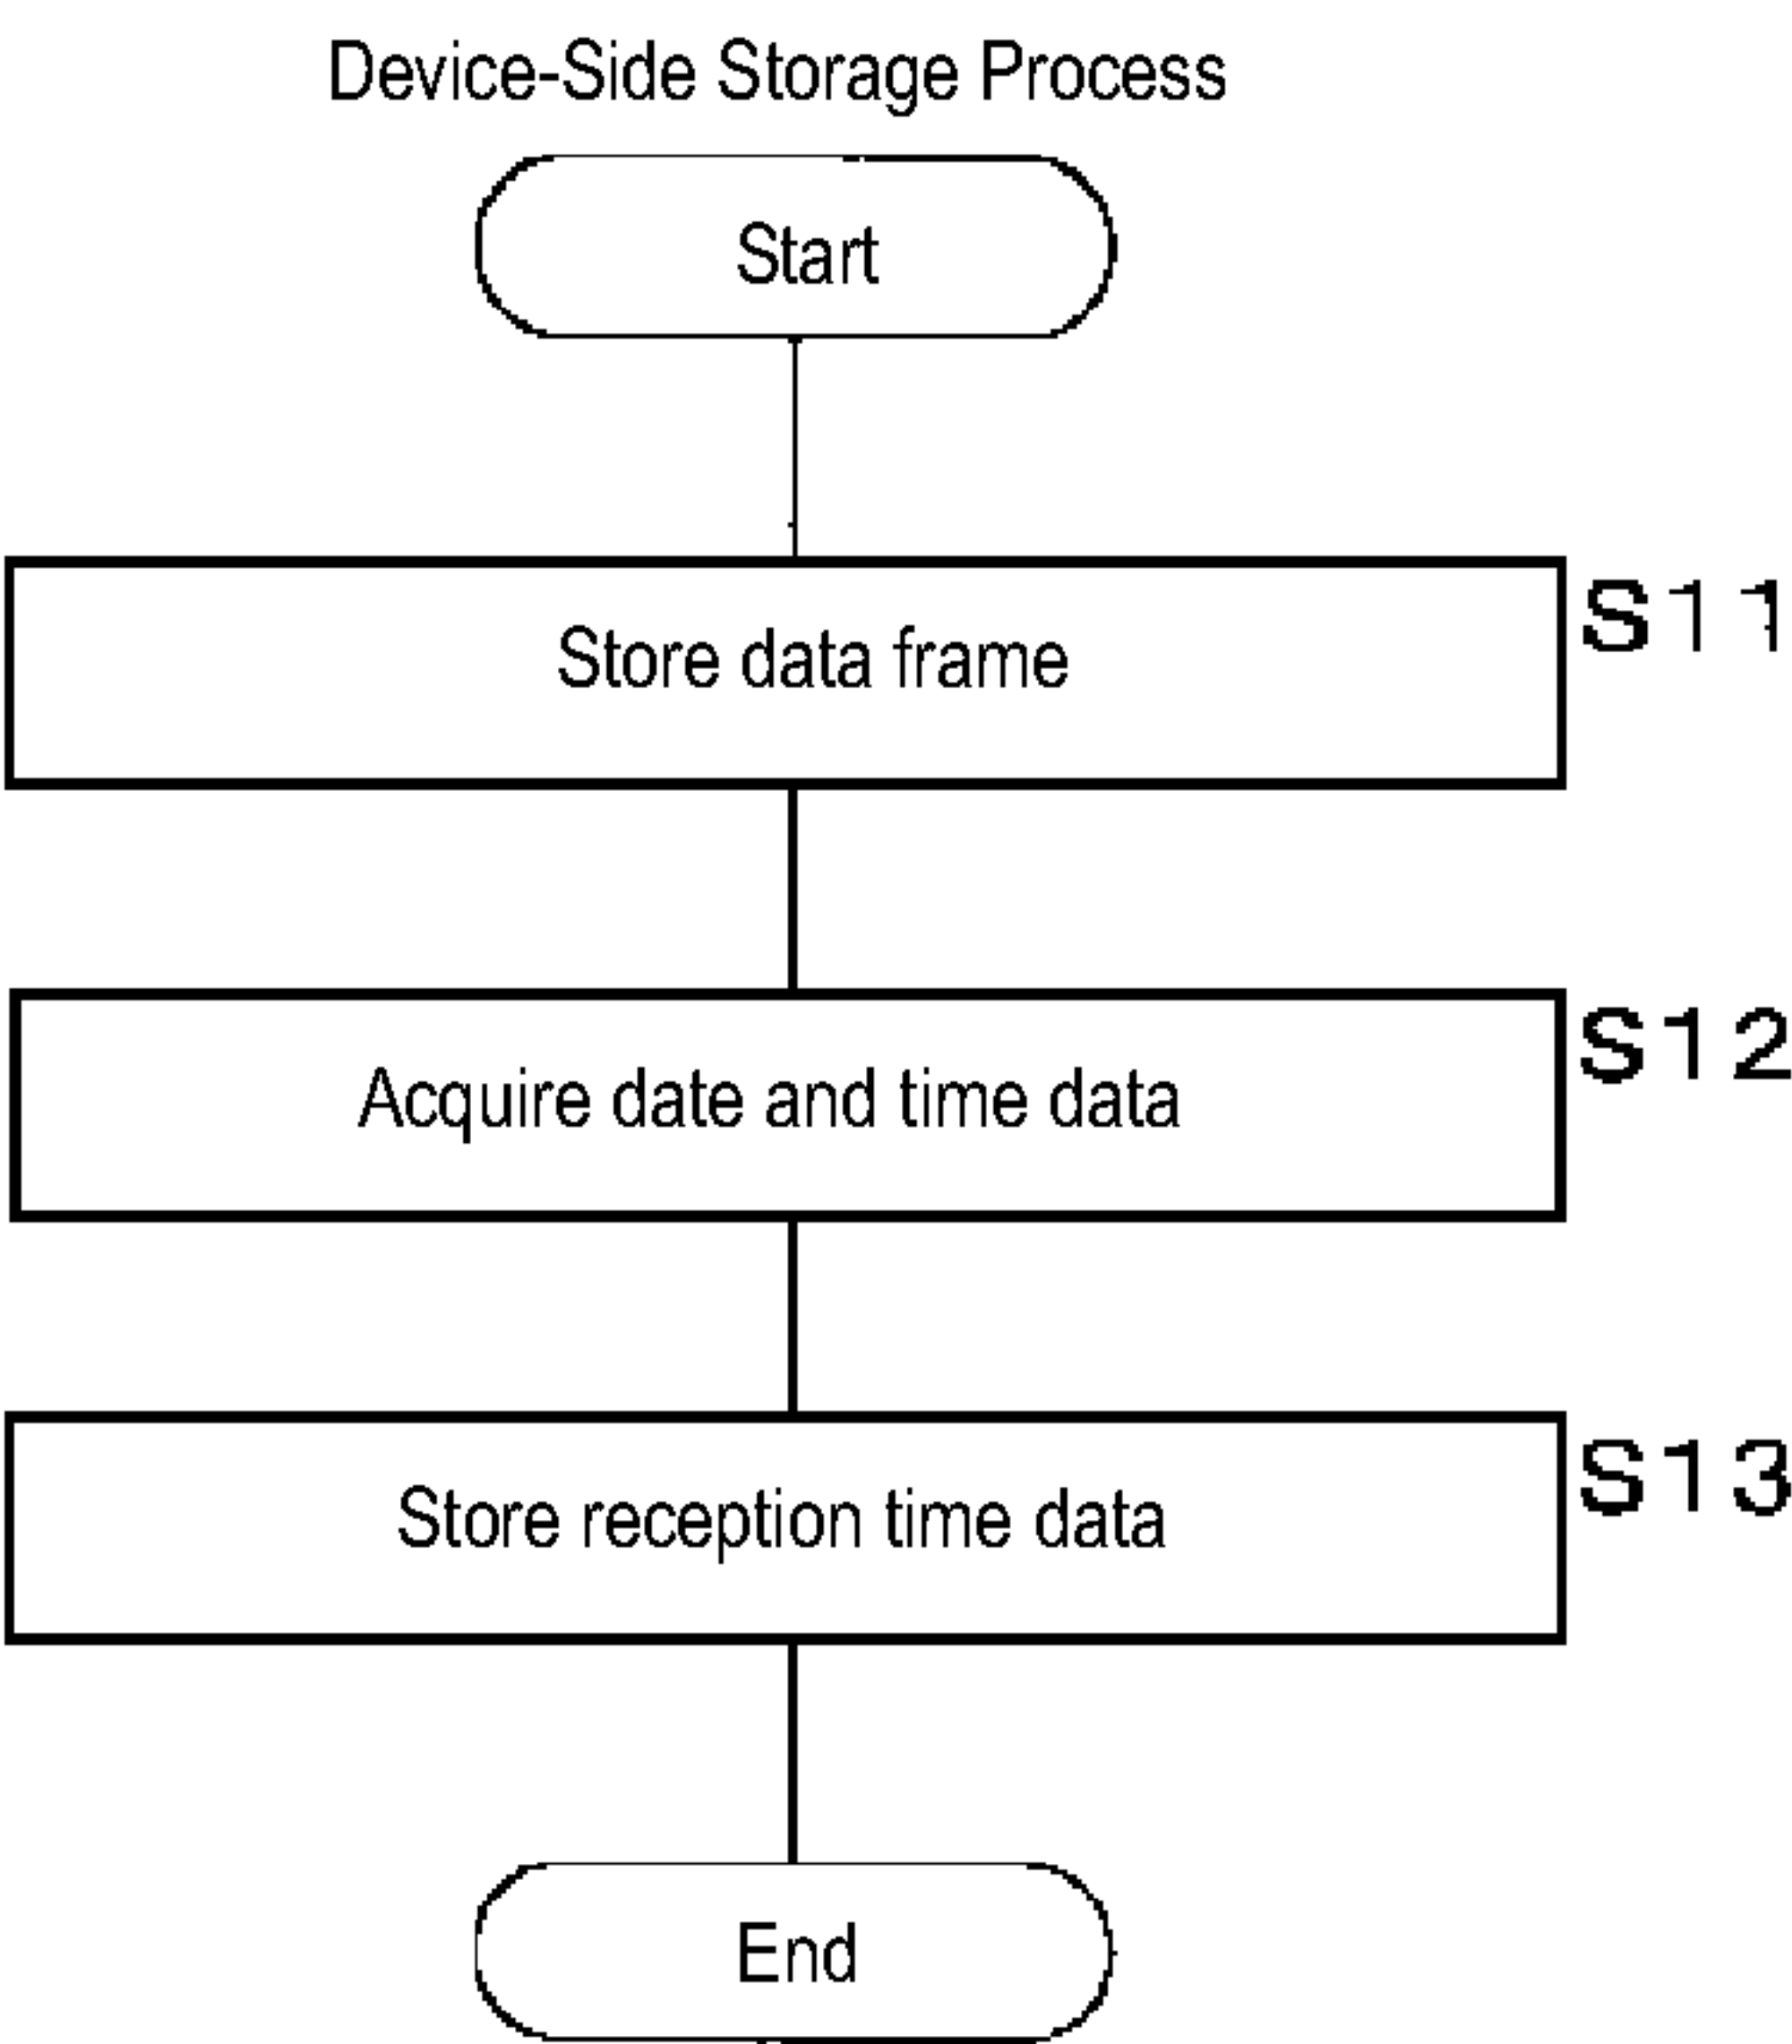 Device-Side Storage Process
Start
Store data frame
S11
Acquire date and time data
S12
Store reception time data
S13
End